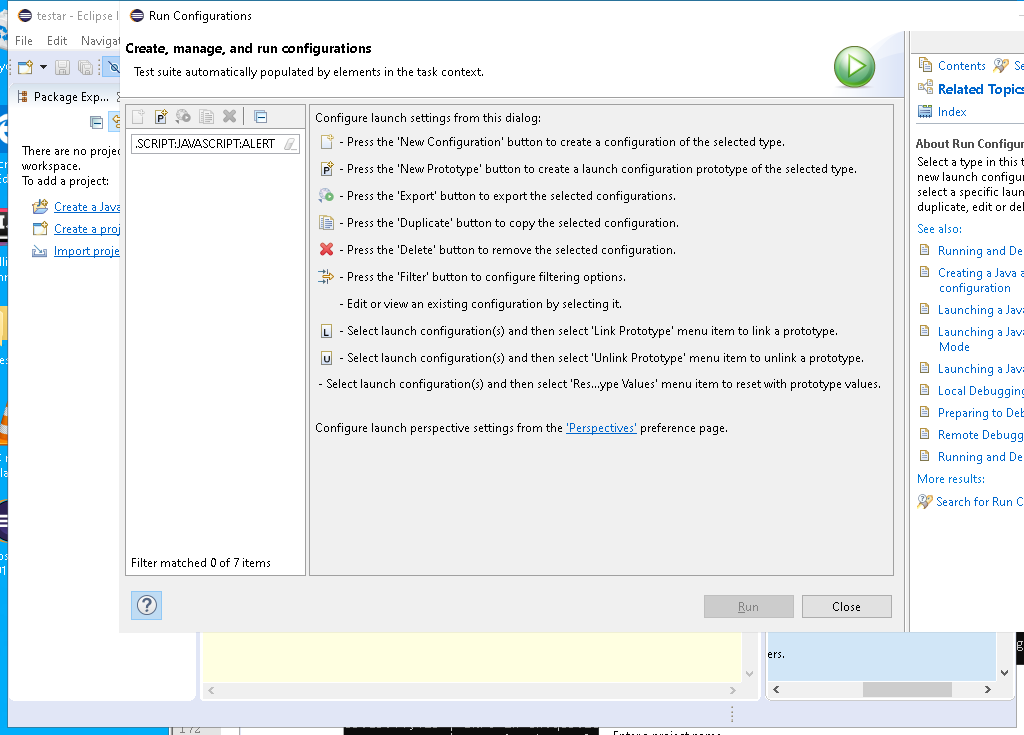 testar - Eclipse I
Run Configurations
File Edit Navigat
Create, manage, and run configurations
Test suite automatically populated by elements in the task context.
Contents Se
Related Topics
Index
Package Exp...
.SCRIPT:JAVASCRIPT:ALERT
Configure launch settings from this dialog:
- Press the 'New Configuration' button to create a configuration of the selected type.
- Press the 'New Prototype' button to create a launch configuration prototype of the selected type.
- Press the 'Export' button to export the selected configurations.
- Press the 'Duplicate' button to copy the selected configuration.
- Press the 'Delete' button to remove the selected configuration.
- Press the 'Filter' button to configure filtering options.
- Edit or view an existing configuration by selecting it.
L - Select launch configuration(s) and then select 'Link Prototype' menu item to link a prototype.
U - Select launch configuration(s) and then select 'Unlink Prototype' menu item to unlink a prototype.
- Select launch configuration(s) and then select 'Res...ype Values' menu item to reset with prototype values.
Configure launch perspective settings from the 'Perspectives' preference page.
There are no projec
workspace.
To add a project:
Create a Java
Create a proj
Import proje
Filter matched 0 of 7 items
Run
Close
About Run Configur
Select a type in this t
new launch configura
select a specific laun
duplicate, edit or del
See also:
Running and De
Creating a Java a
configuration
Launching a Java
Launching a Java
Mode
Launching a Java
Local Debugging
Preparing to Deb
Remote Debugg
Running and De
More results:
Search for Run C
ers.
172